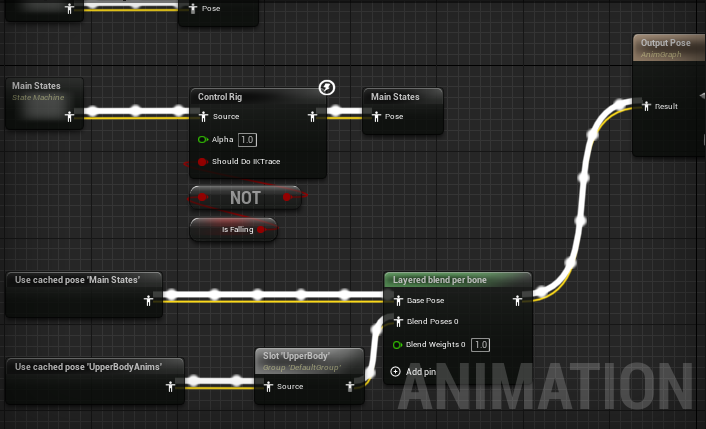 Pose
Output Pose
AnimGraph
Result
Main States
State Machine
Control Rig
Source
Alpha 1.0
Should Do IKTrace
Main States
Pose
NOT
Is Falling
Use cached pose 'Main States'
Layered blend per bone
Base Pose
Blend Poses 0
Blend Weights 0 1.0
Add pin
Use cached pose 'UpperBodyAnims'
Slot 'UpperBody'
Group 'DefaultGroup'
Source
ANIMATION